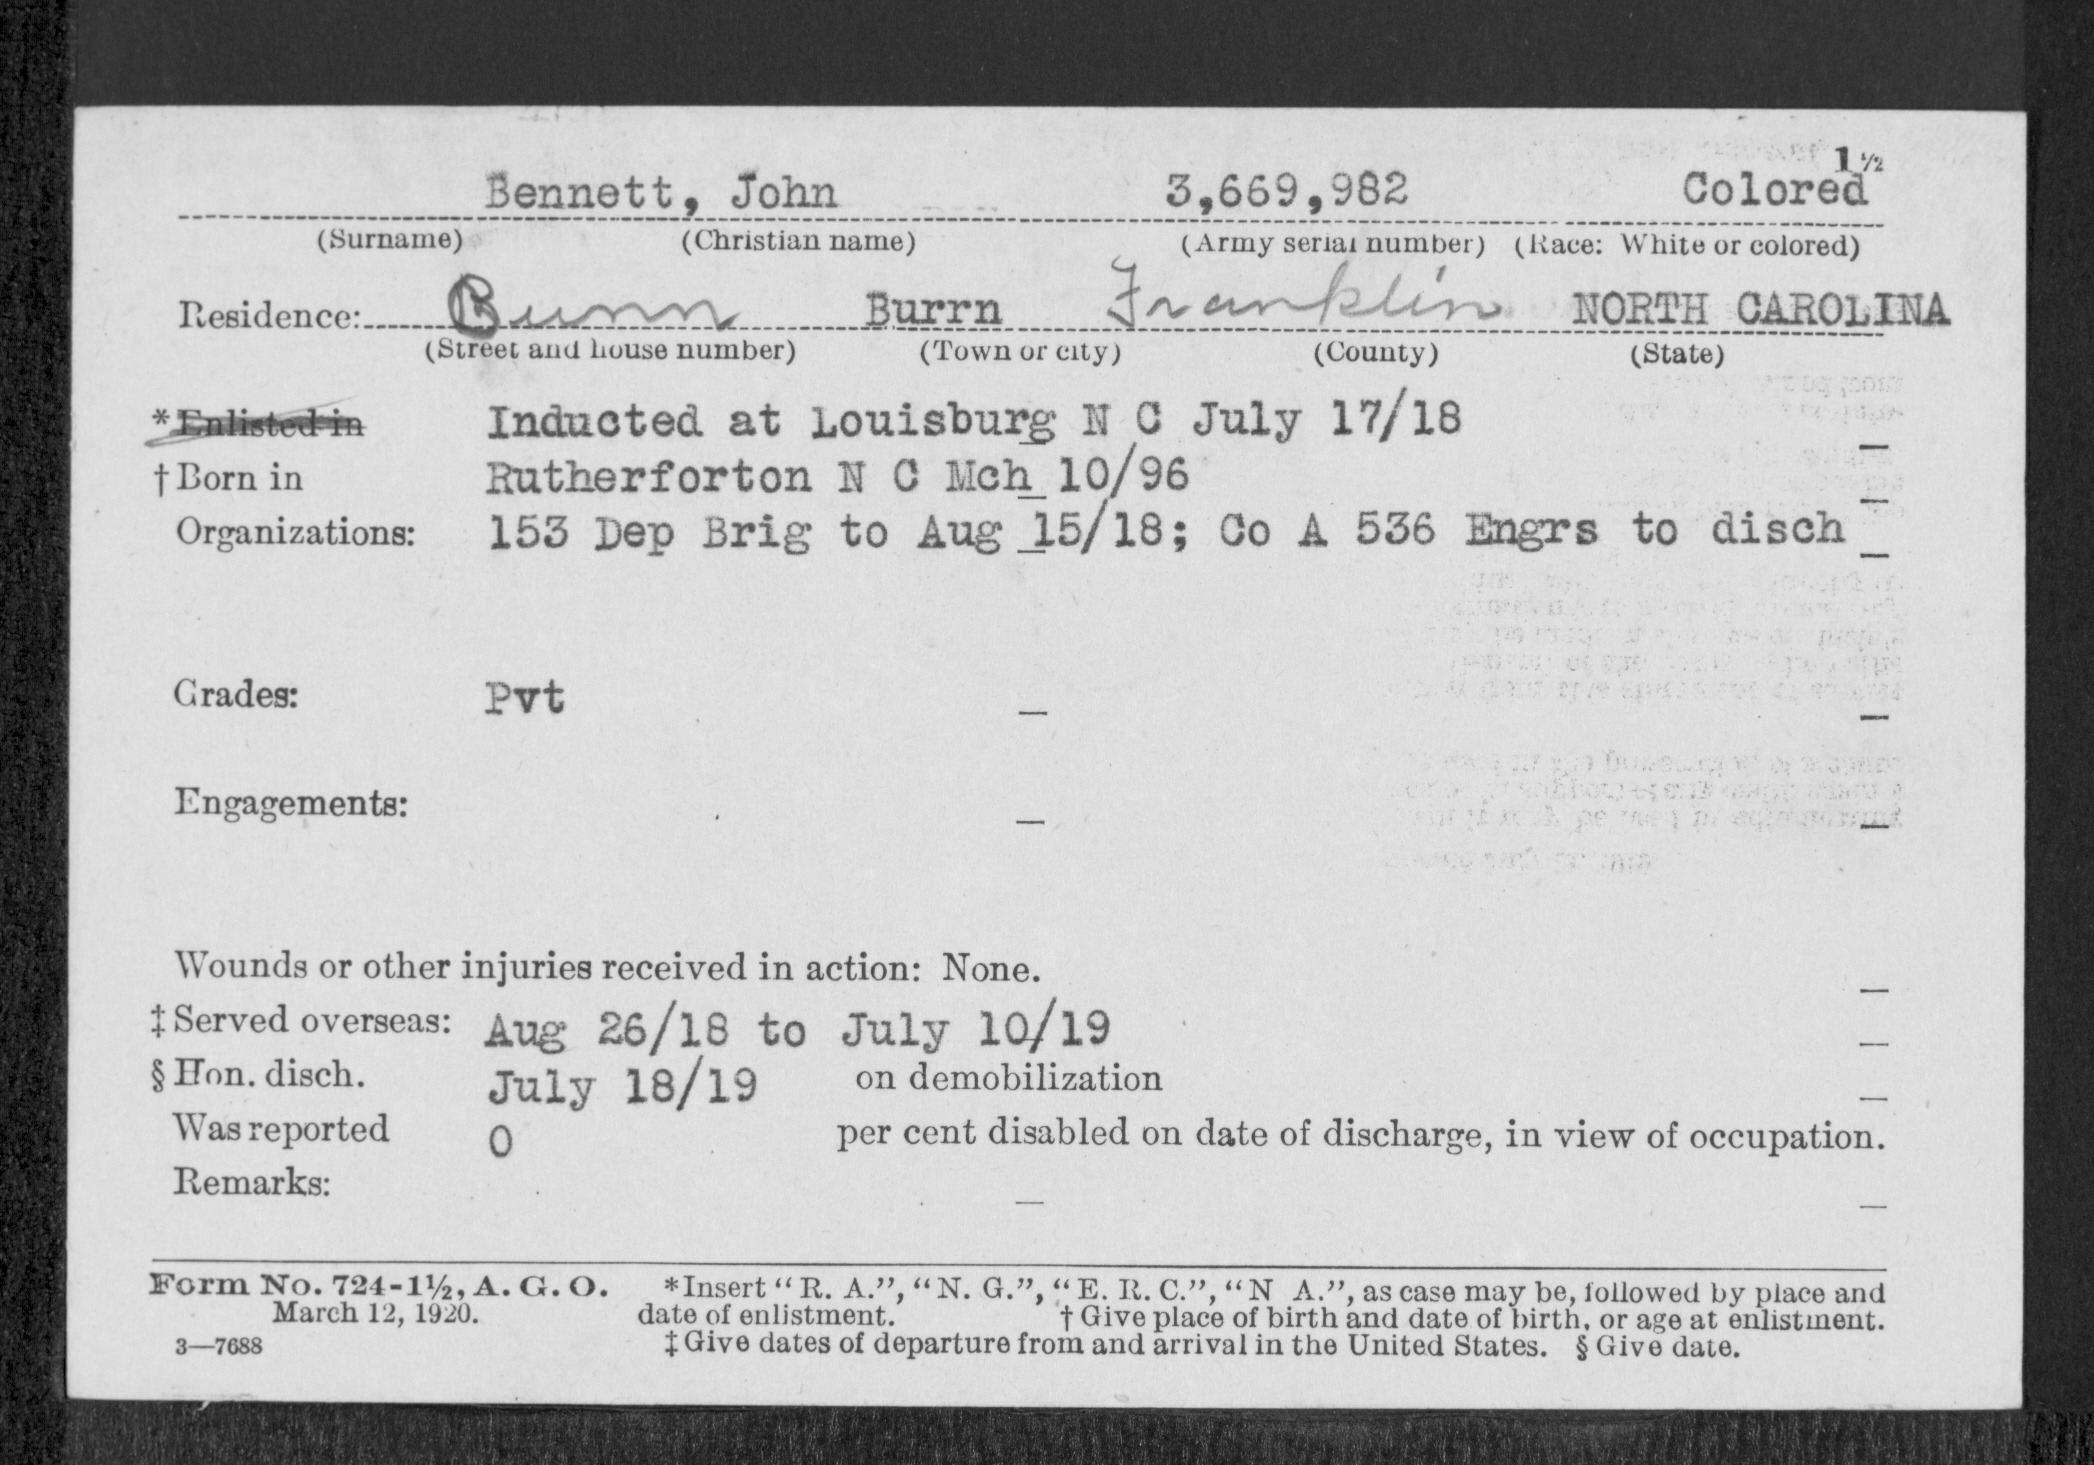 1 ½
Bennett, John 3,669,982 Colored
(Surname) (Christian name) (Army serial number) (Race: White or colored)
Residence: Bunn Burrn Franklin NORTH CAROLINA
(Street and house number) (Town or city) (County) (State)
* Enlisted in Inducted at Louisburg N C July 17/18
† Born in Rutherforton N C Mch 10/96
Organizations: 153 Dep Brig to Aug 15/18; Co A 536 Engrs to disch
Grades: Pvt
Engagements:
Wounds or other injuries received in action: None.
‡ Served overseas: Aug 26/18 to July 10/19
§ Hon. disch. July 18/19 on demobilization
Was reported 0 per cent disabled on date of discharge, in view of occupation.
Remarks:
Form No. 724-1½, A. G. O. *Insert "R. A.", "N. G.", "E. R. C.", "N A.", as case may be, followed by place and
March 12, 1920. date of enlistment. † Give place of birth and date of birth, or age at enlistment.
3—7688 ‡ Give dates of departure from and arrival in the United States. § Give date.